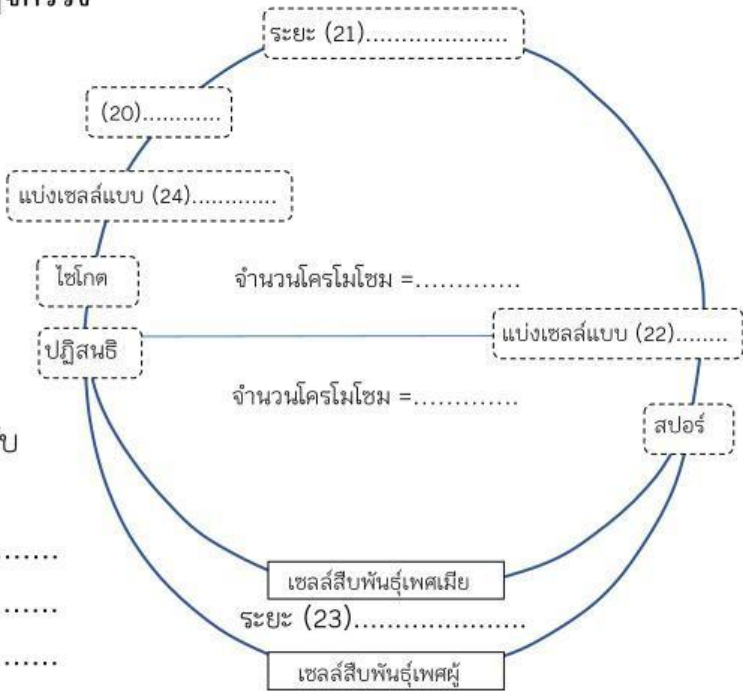 ระยะ (21)....................
(20)............
แบ่งเซลล์แบบ (24).............
ไซโกต
จำนวนโครโมโซม =.............
แบ่งเซลล์แบบ (22)........
ปฏิสนธิ
จำนวนโครโมโซม =.............
สปอร์
.......
เซลล์สืบพันธุ์เพศเมีย
.......
ระยะ (23)......................
.......
เซลล์สืบพันธุ์เพศผู้